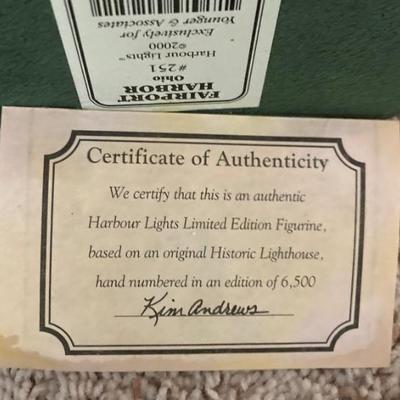 FAIRPORT
HARBOR
Ohio
#251
Harbour Lights™
©2000
Exclusively for
Younger & Associates
Certificate of Authenticity
We certify that this is an authentic
Harbour Lights Limited Edition Figurine,
based on an original Historic Lighthouse,
hand numbered in an edition of 6,500
Kim Andrews